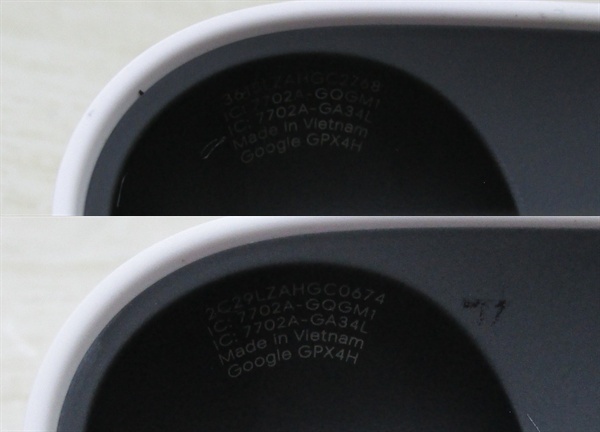 IC: 7702A-GQGM1
IC: 7702A-GA34L
Made in Vietnam
Google GPX4H
2C29LZAHGC0674
IC: 7702A-GQGM1
IC: 7702A-GA34L
Made in Vietnam
Google GPX4H